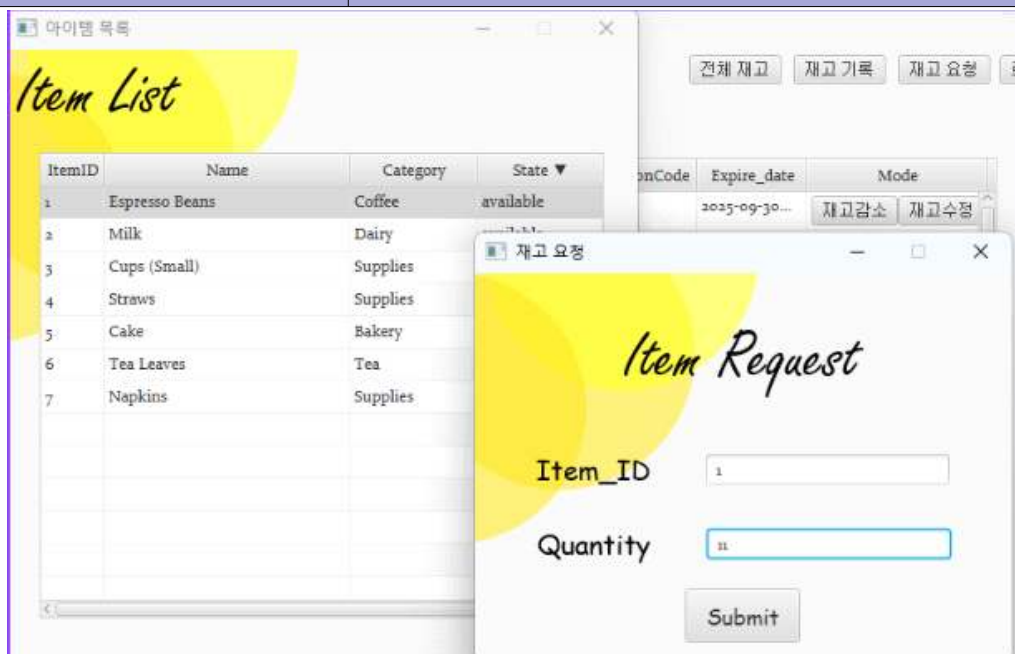 아이템 목록
Item List
ItemID Name Category State ▼
1 Espresso Beans Coffee available
2 Milk Dairy
3 Cups (Small) Supplies
4 Straws Supplies
5 Cake Bakery
6 Tea Leaves Tea
7 Napkins Supplies
전체 재고 재고 기록 재고 요청
onCode Expire_date Mode
2025-09-30... 재고감소 재고수정
재고 요청
Item Request
Item_ID 1
Quantity 11
Submit